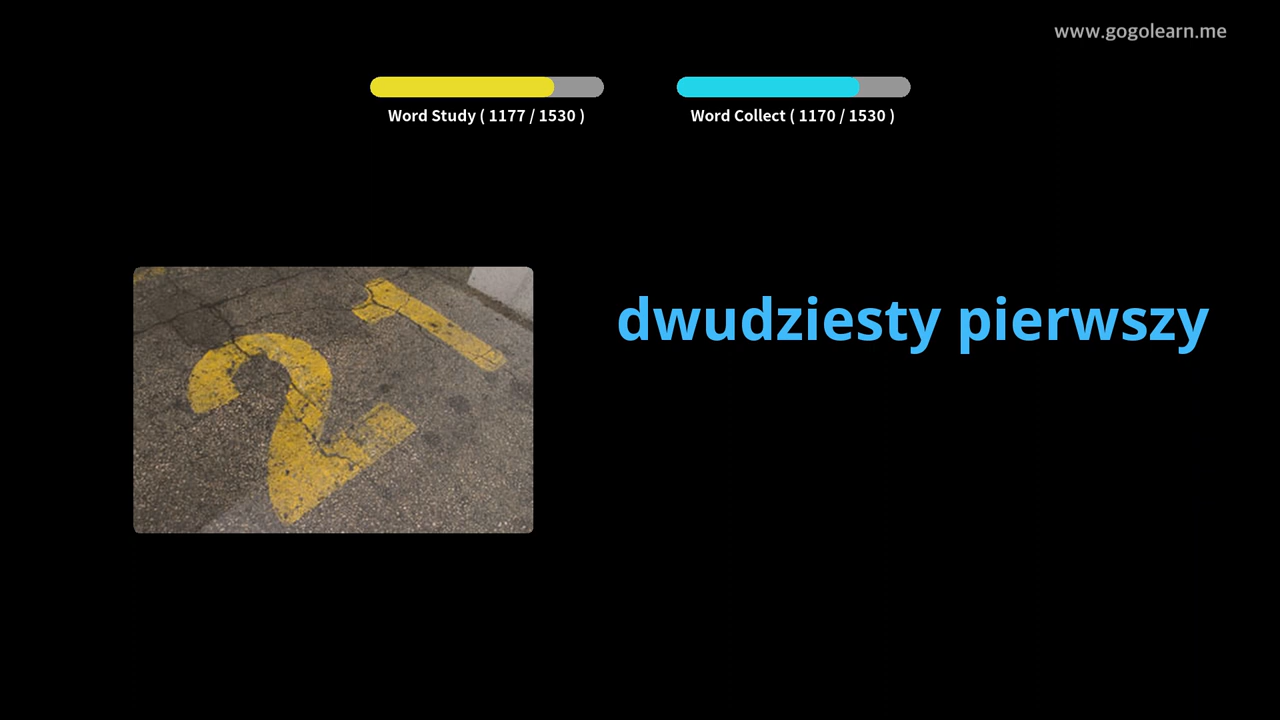 www.gogolearn.me
Word Study ( 1177 / 1530 )
Word Collect ( 1170 / 1530 )
21
dwudziesty pierwszy